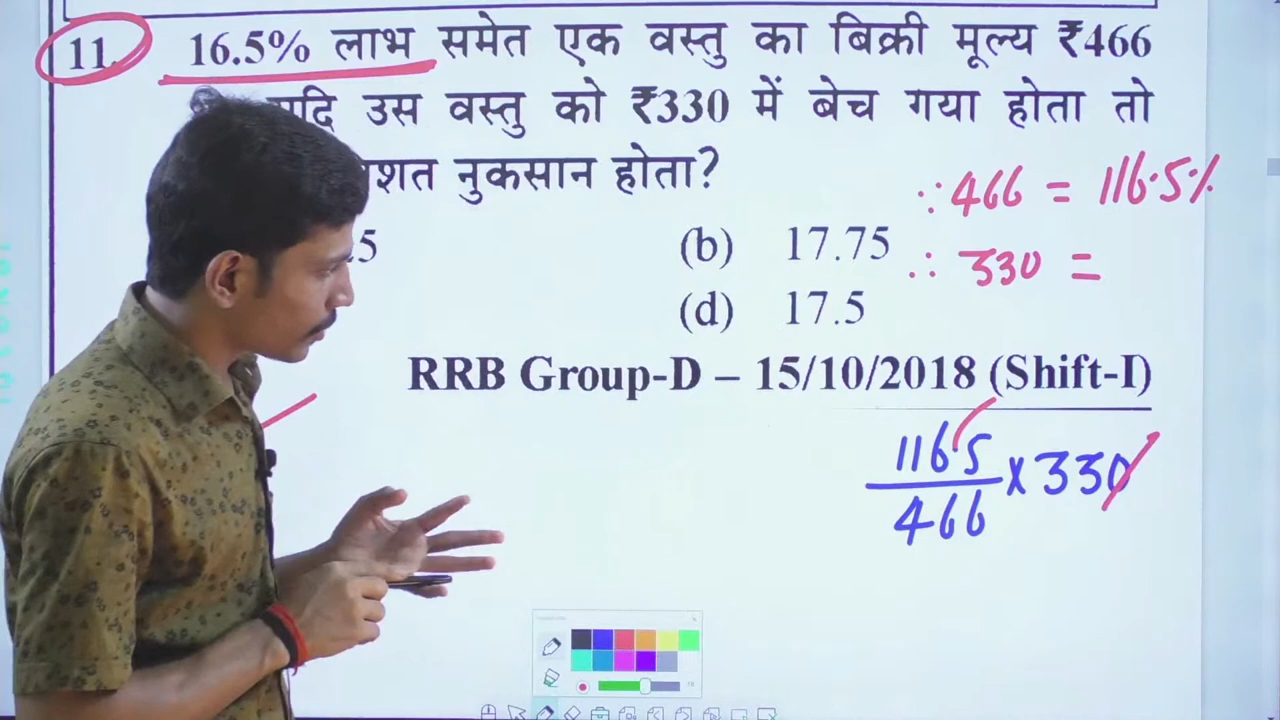 11. 16.5% लाभ समेत एक वस्तु का बिक्री मूल्य ₹466
यदि उस वस्तु को ₹330 में बेच गया होता तो
शत नुकसान होता?
∵ 466 = 116.5%
.5
(b) 17.75
∴ 330 =
(d) 17.5
RRB Group-D – 15/10/2018 (Shift-I)
116.5
466
× 330